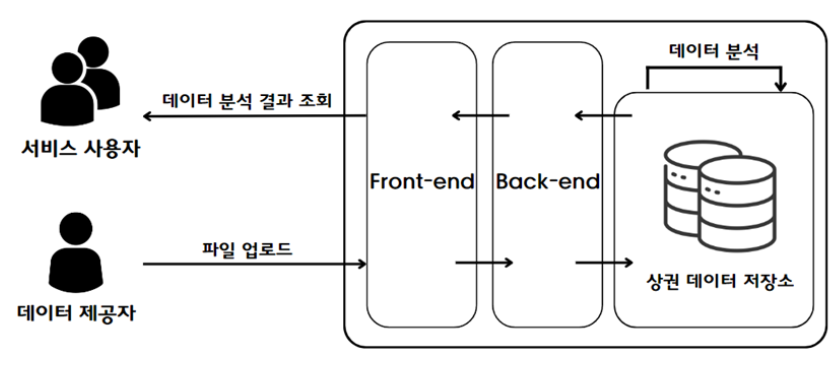 데이터 분석
데이터 분석 결과 조회
서비스 사용자
Front-end
Back-end
파일 업로드
상권 데이터 저장소
데이터 제공자